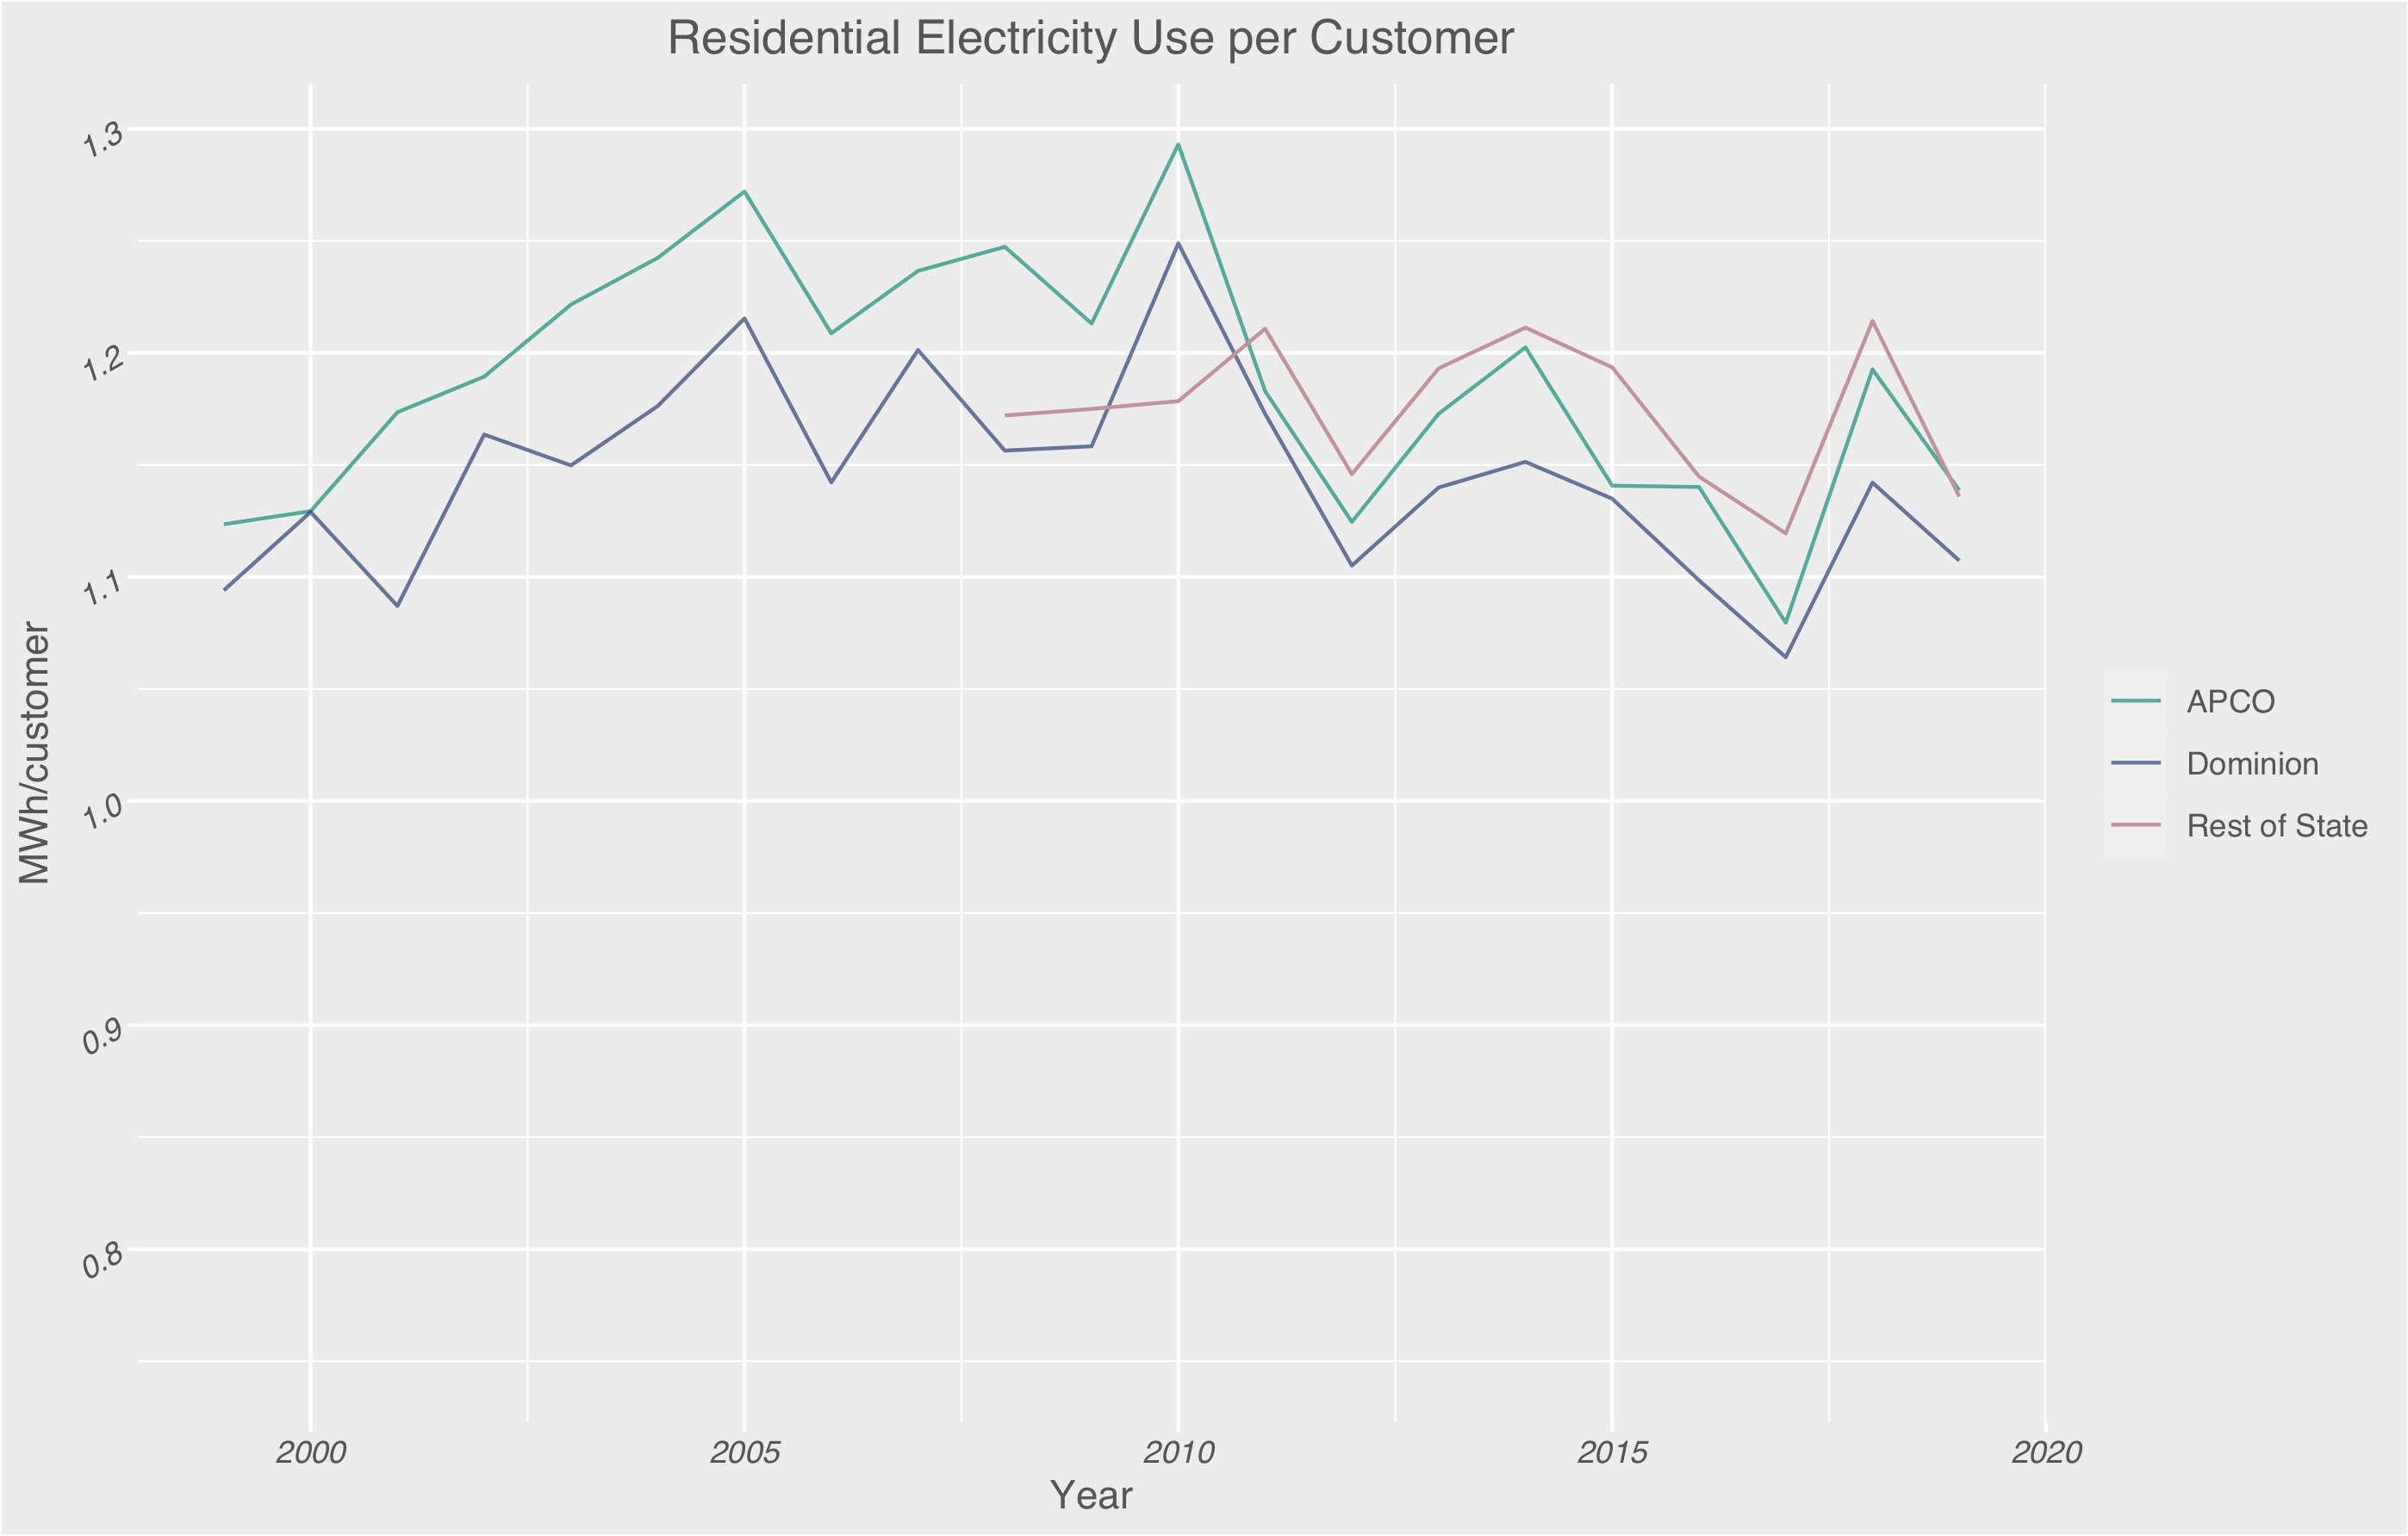 Residential Electricity Use per Customer
1.3
1.2
1.1
1.0
0.9
0.8
MWh/customer
2000 2005 2010 2015 2020
Year
APCO
Dominion
Rest of State